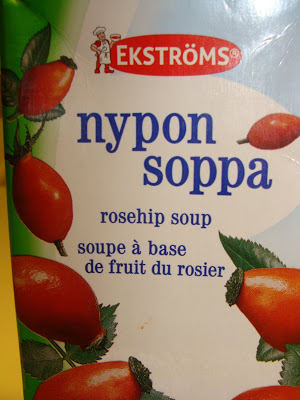 EKSTRÖMS®
nypon
soppa
rosehip soup
soupe à base
de fruit du rosier